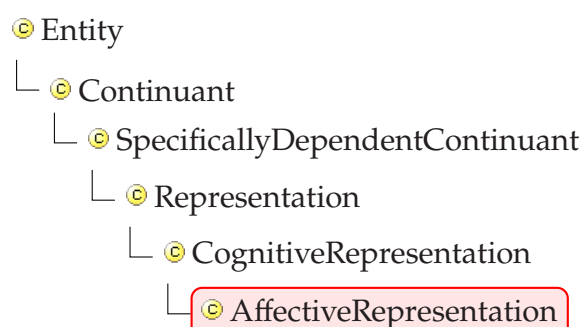 Entity
Continuant
SpecificallyDependentContinuant
Representation
CognitiveRepresentation
AffectiveRepresentation